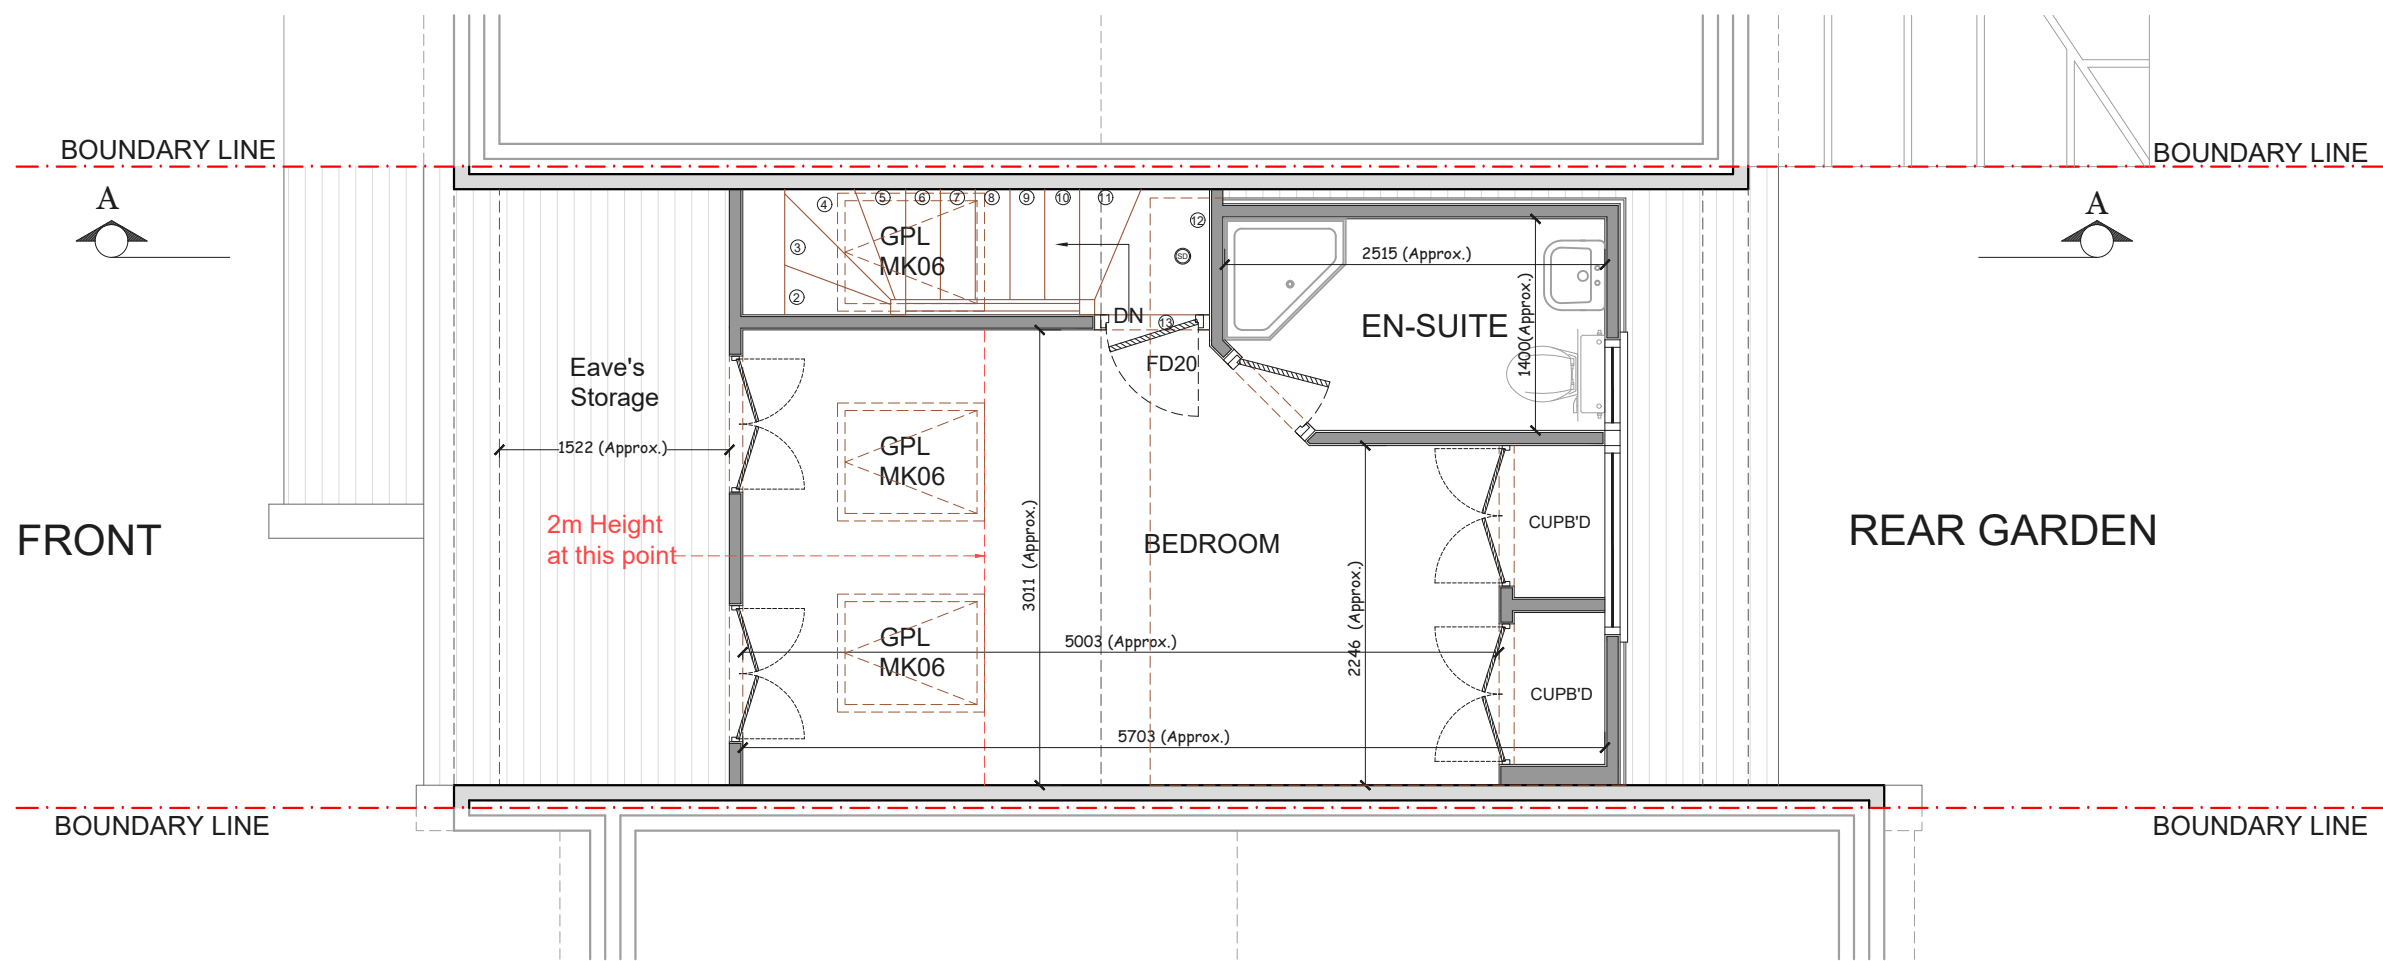 BOUNDARY LINE
BOUNDARY LINE
A
A
4
5
6
7
8
9
10
11
12
3
2
SD
GPL
MK06
2515 (Approx.)
1400(Approx.)
EN-SUITE
DN
13
FD20
Eave's
Storage
1522 (Approx.)
GPL
MK06
2m Height
at this point
3011 (Approx.)
BEDROOM
CUPB'D
FRONT
REAR GARDEN
2246 (Approx.)
GPL
MK06
5003 (Approx.)
CUPB'D
5703 (Approx.)
BOUNDARY LINE
BOUNDARY LINE